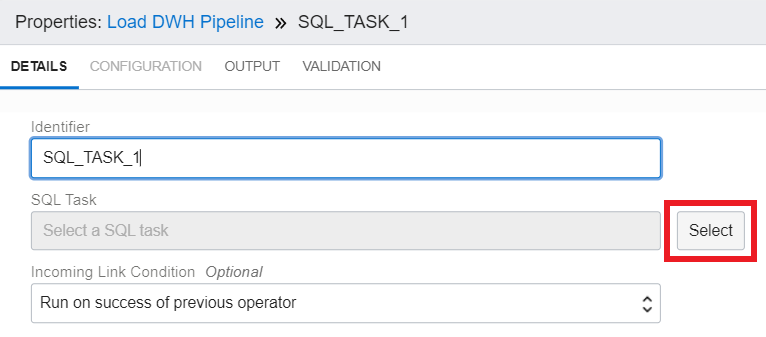 Properties: Load DWH Pipeline » SQL_TASK_1
DETAILS CONFIGURATION OUTPUT VALIDATION
Identifier
SQL_TASK_1
SQL Task
Select a SQL task Select
Incoming Link Condition Optional
Run on success of previous operator